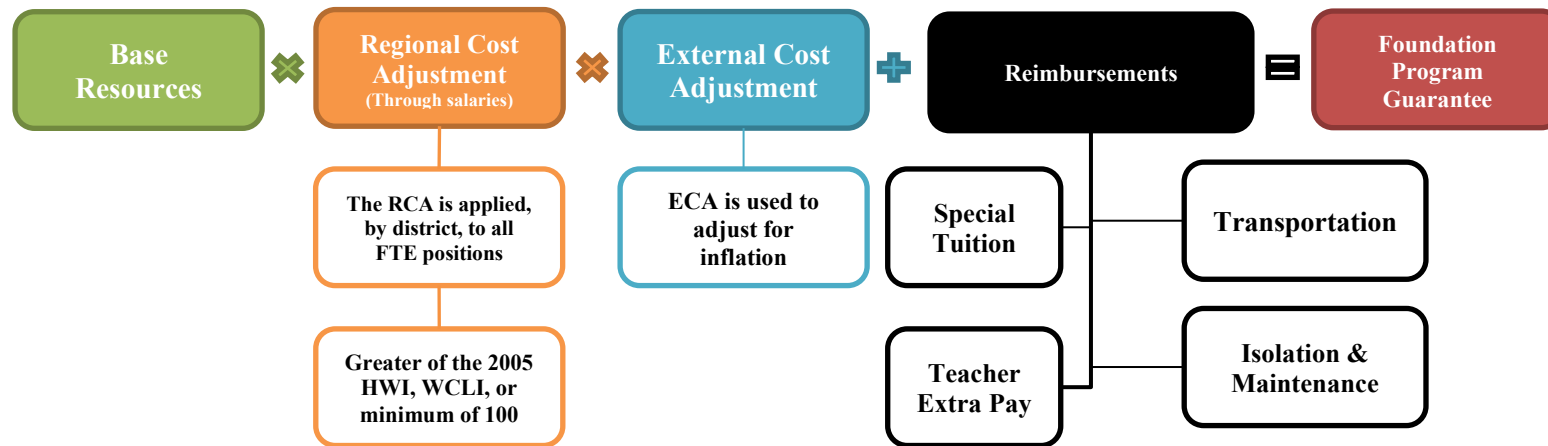 Base
Resources
Regional Cost
Adjustment
(Through salaries)
External Cost
Adjustment
Reimbursements
Foundation
Program
Guarantee
The RCA is applied,
by district, to all
FTE positions
Greater of the 2005
HWI, WCLI, or
minimum of 100
ECA is used to
adjust for
inflation
Special
Tuition
Transportation
Teacher
Extra Pay
Isolation &
Maintenance